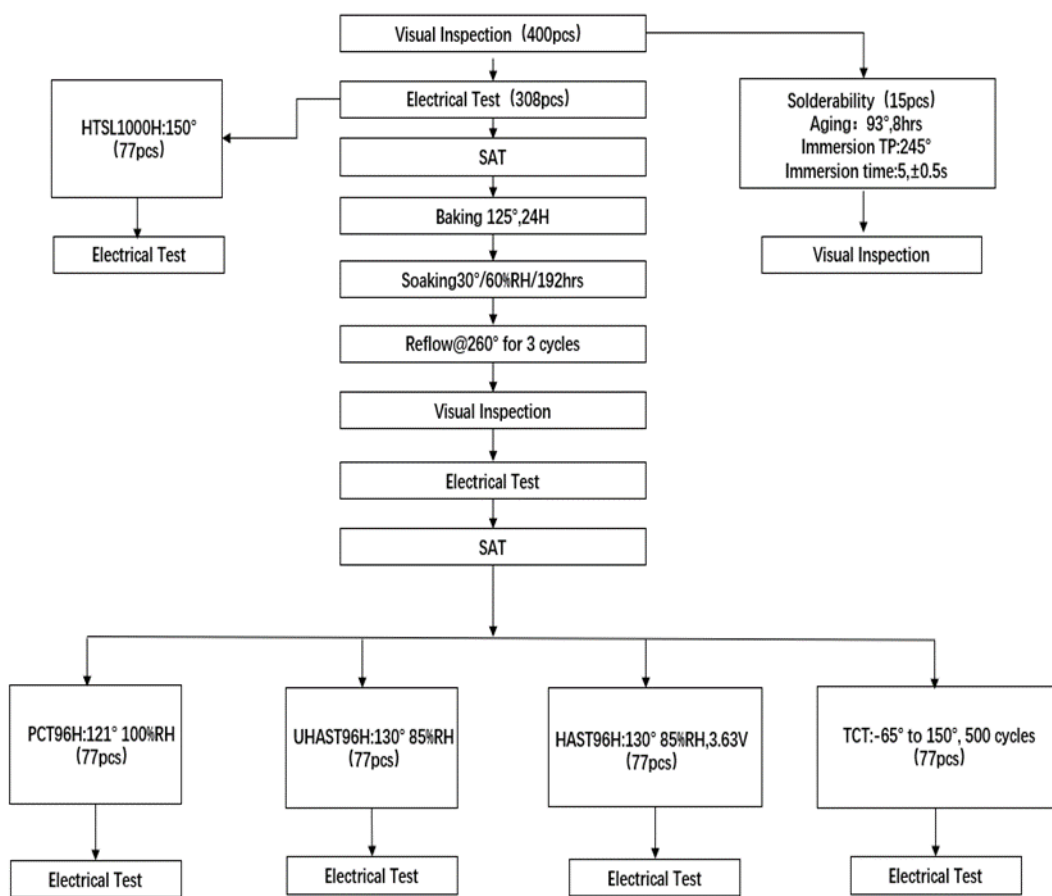 Visual Inspection (400pcs)
Electrical Test (308pcs)
HTSL1000H:150°
(77pcs)
Electrical Test
Solderability (15pcs)
Aging: 93°,8hrs
Immersion TP:245°
Immersion time:5,±0.5s
Visual Inspection
SAT
Baking 125°,24H
Soaking30°/60%RH/192hrs
Reflow@260° for 3 cycles
Visual Inspection
Electrical Test
SAT
PCT96H:121° 100%RH
(77pcs)
UHAST96H:130° 85%RH
(77pcs)
HAST96H:130° 85%RH,3.63V
(77pcs)
TCT:-65° to 150°, 500 cycles
(77pcs)
Electrical Test
Electrical Test
Electrical Test
Electrical Test